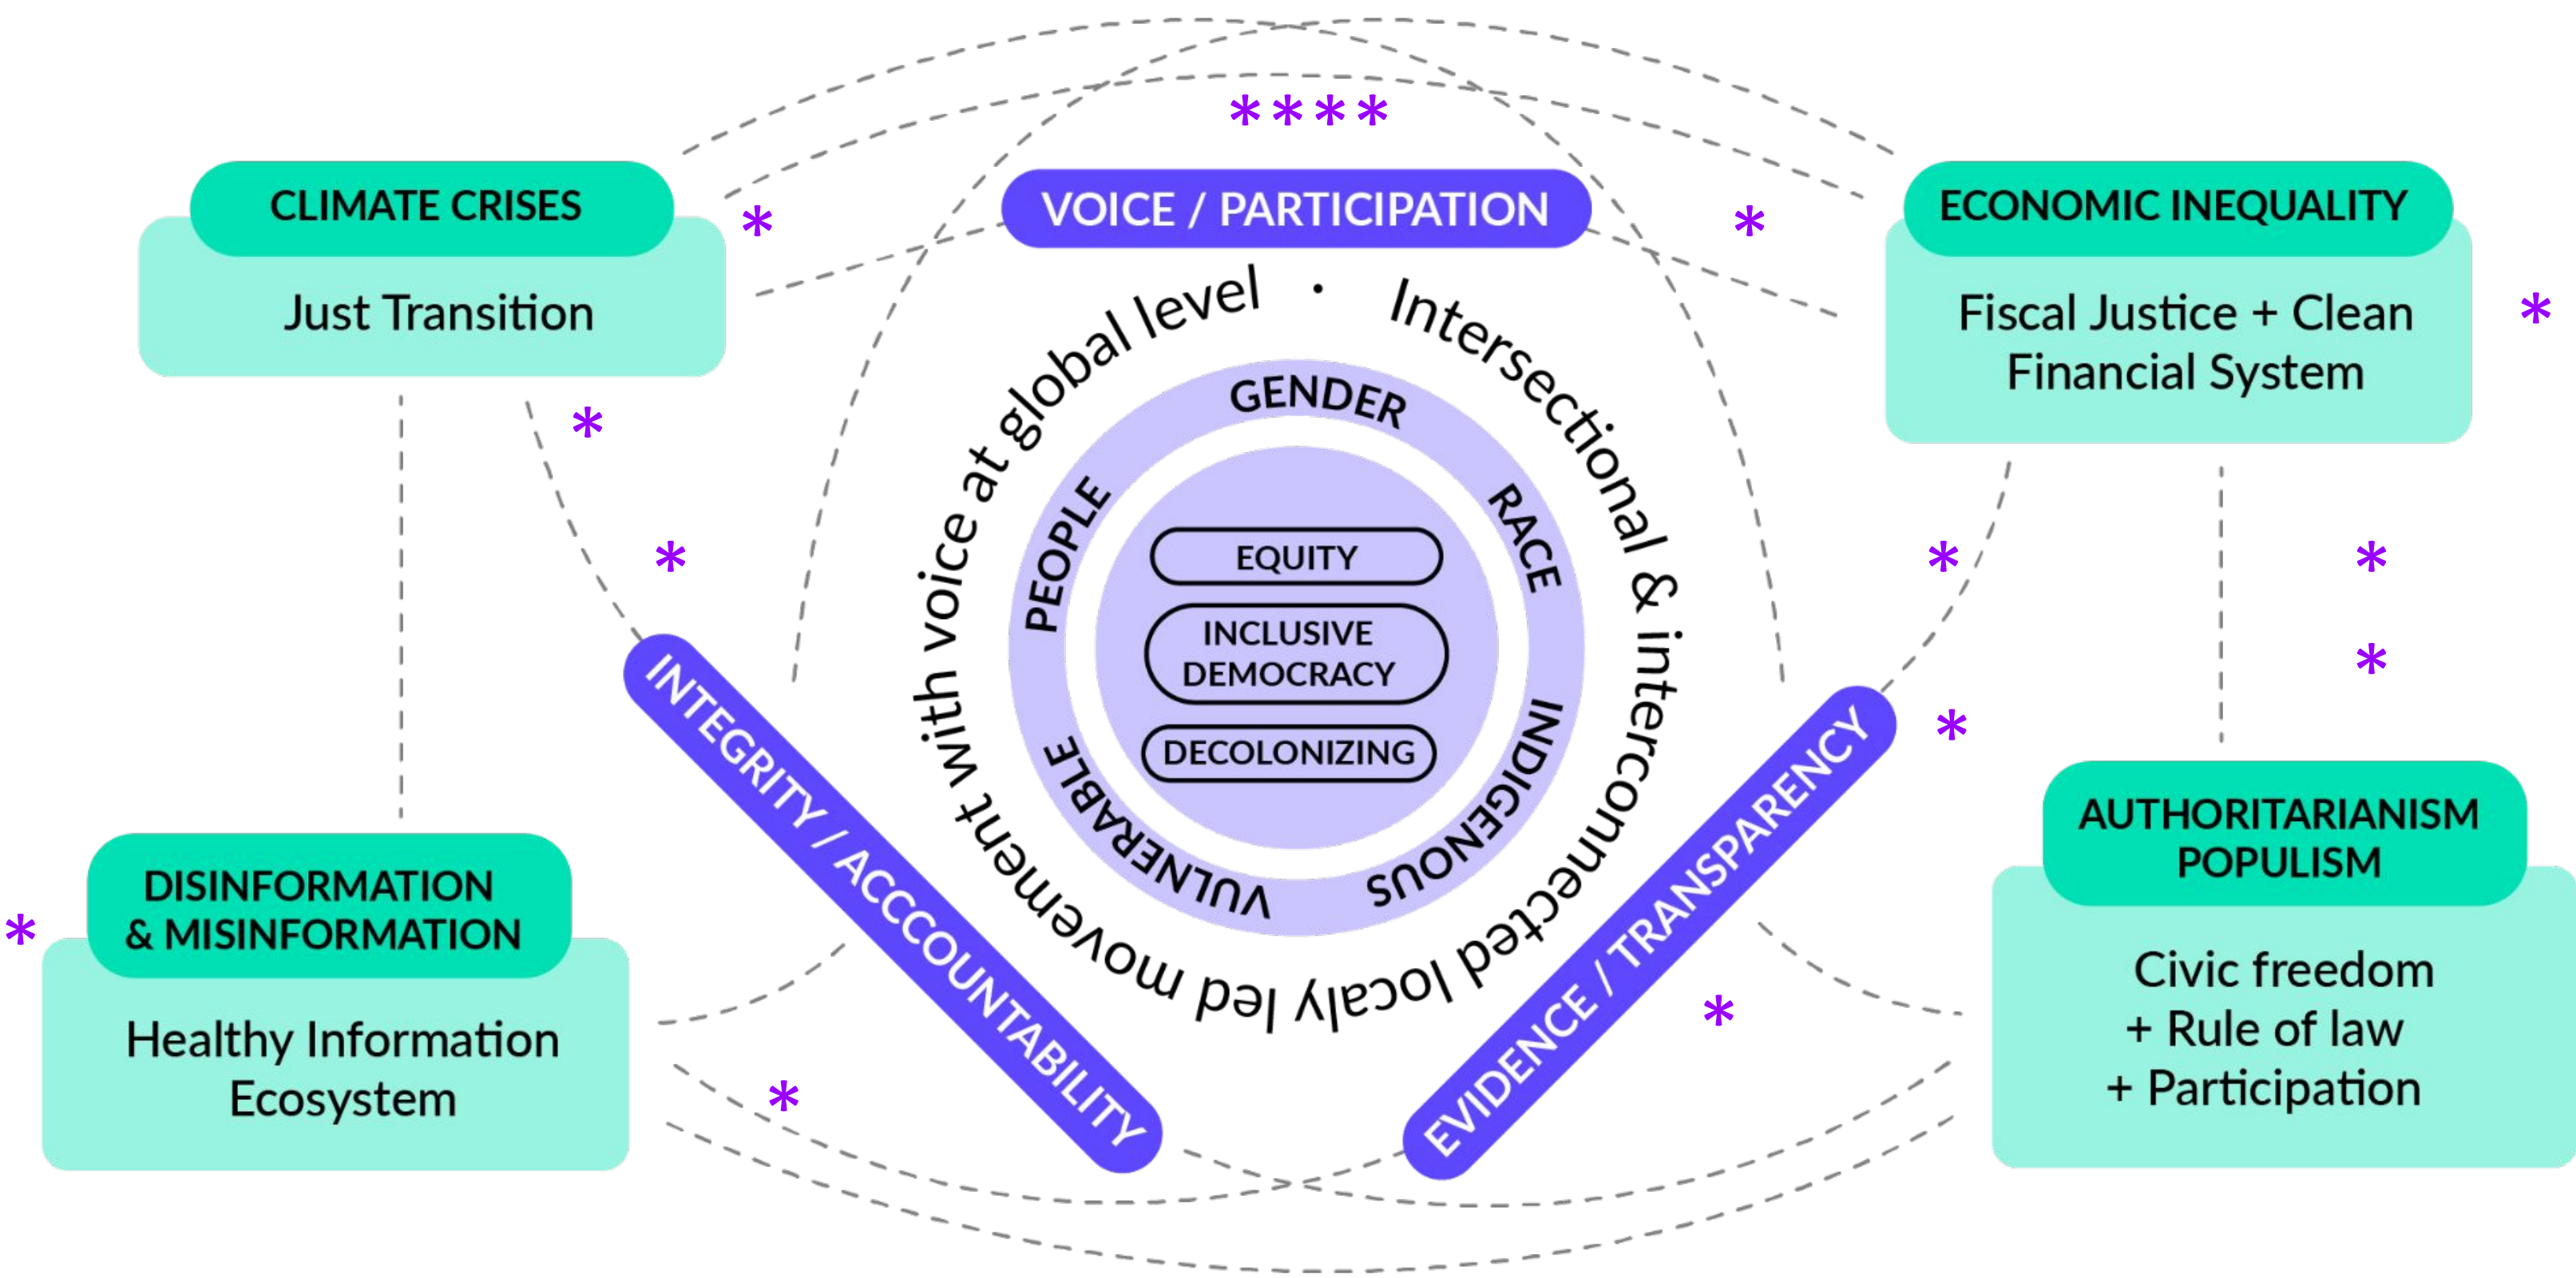 ****
CLIMATE CRISES
Just Transition
*
VOICE / PARTICIPATION
*
ECONOMIC INEQUALITY
Fiscal Justice + Clean
Financial System
*
*
*
*
*
*
*
*
Intersectional & interconnected localy led movement with voice at global level ·
GENDER
RACE
INDIGENOUS
VULNERABLE
PEOPLE
EQUITY
INCLUSIVE
DEMOCRACY
DECOLONIZING
INTEGRITY / ACCCOUNTABILITY
EVIDENCE / TRANSPARENCY
*
DISINFORMATION
& MISINFORMATION
Healthy Information
Ecosystem
*
*
AUTHORITARIANISM
POPULISM
Civic freedom
+ Rule of law
+ Participation